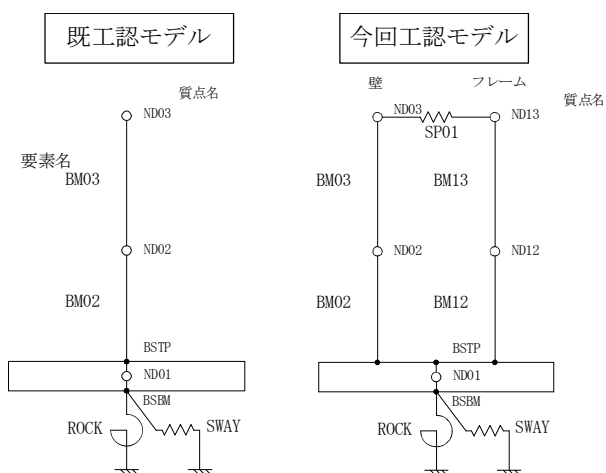 既工認モデル
質点名
ND03
要素名
BM03
ND02
BM02
BSTP
ND01
BSBM
ROCK
SWAY
今回工認モデル
壁
フレーム
質点名
ND03
ND13
SP01
BM03
BM13
ND02
ND12
BM02
BM12
BSTP
ND01
BSBM
ROCK
SWAY